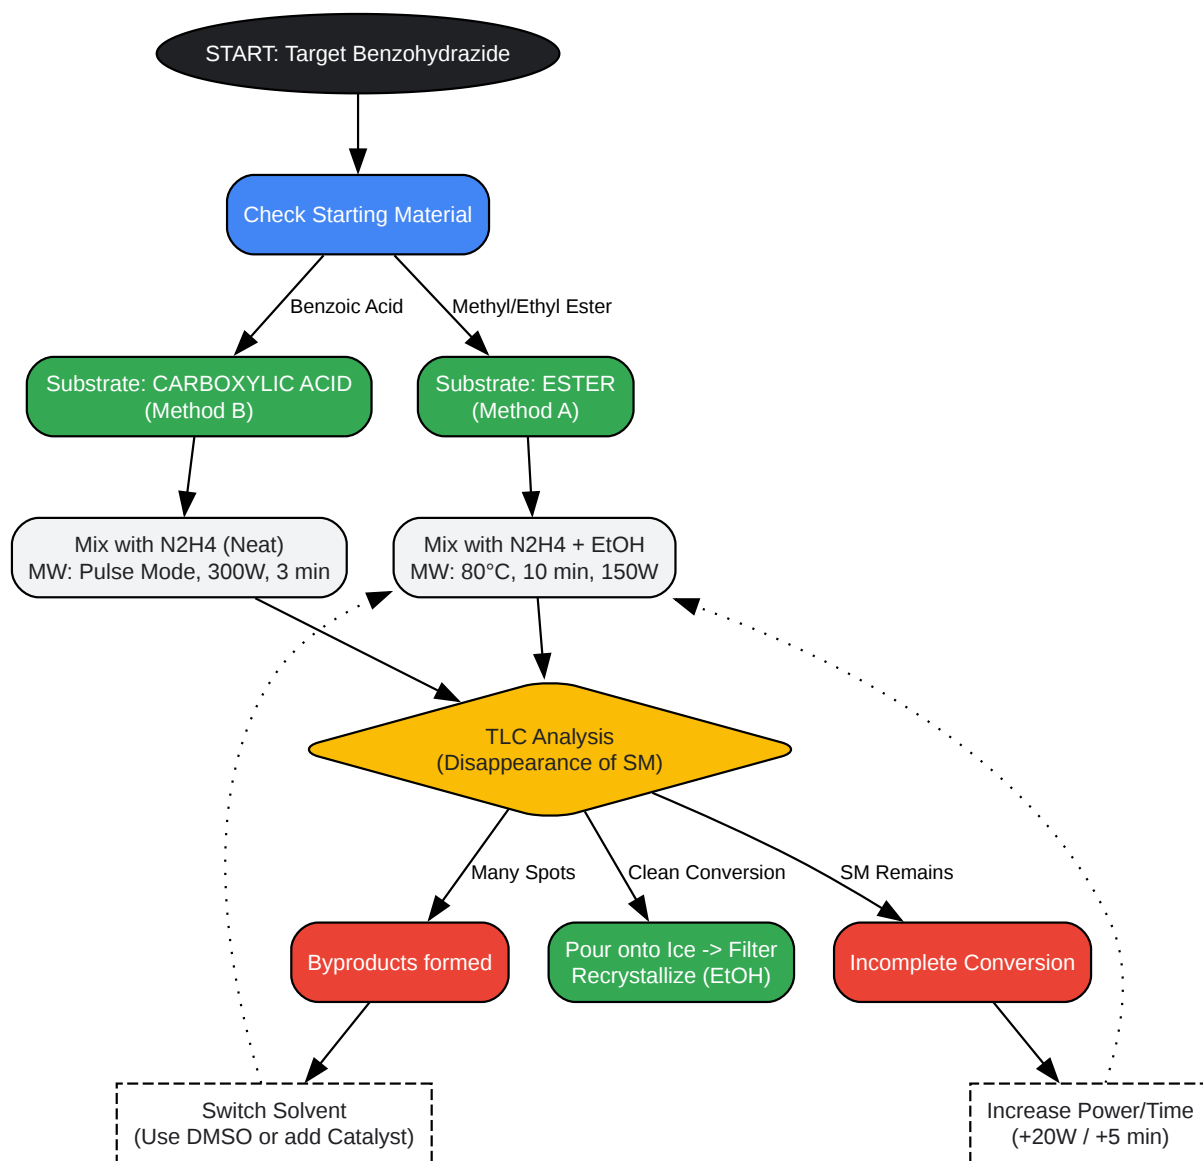 START: Target Benzohydrazide
Check Starting Material
Benzoic Acid
Methyl/Ethyl Ester
Substrate: CARBOXYLIC ACID
(Method B)
Substrate: ESTER
(Method A)
Mix with N2H4 (Neat)
MW: Pulse Mode, 300W, 3 min
Mix with N2H4 + EtOH
MW: 80°C, 10 min, 150W
TLC Analysis
(Disappearance of SM)
Many Spots
Clean Conversion
SM Remains
Byproducts formed
Pour onto Ice -> Filter
Recrystallize (EtOH)
Incomplete Conversion
Switch Solvent
(Use DMSO or add Catalyst)
Increase Power/Time
(+20W / +5 min)